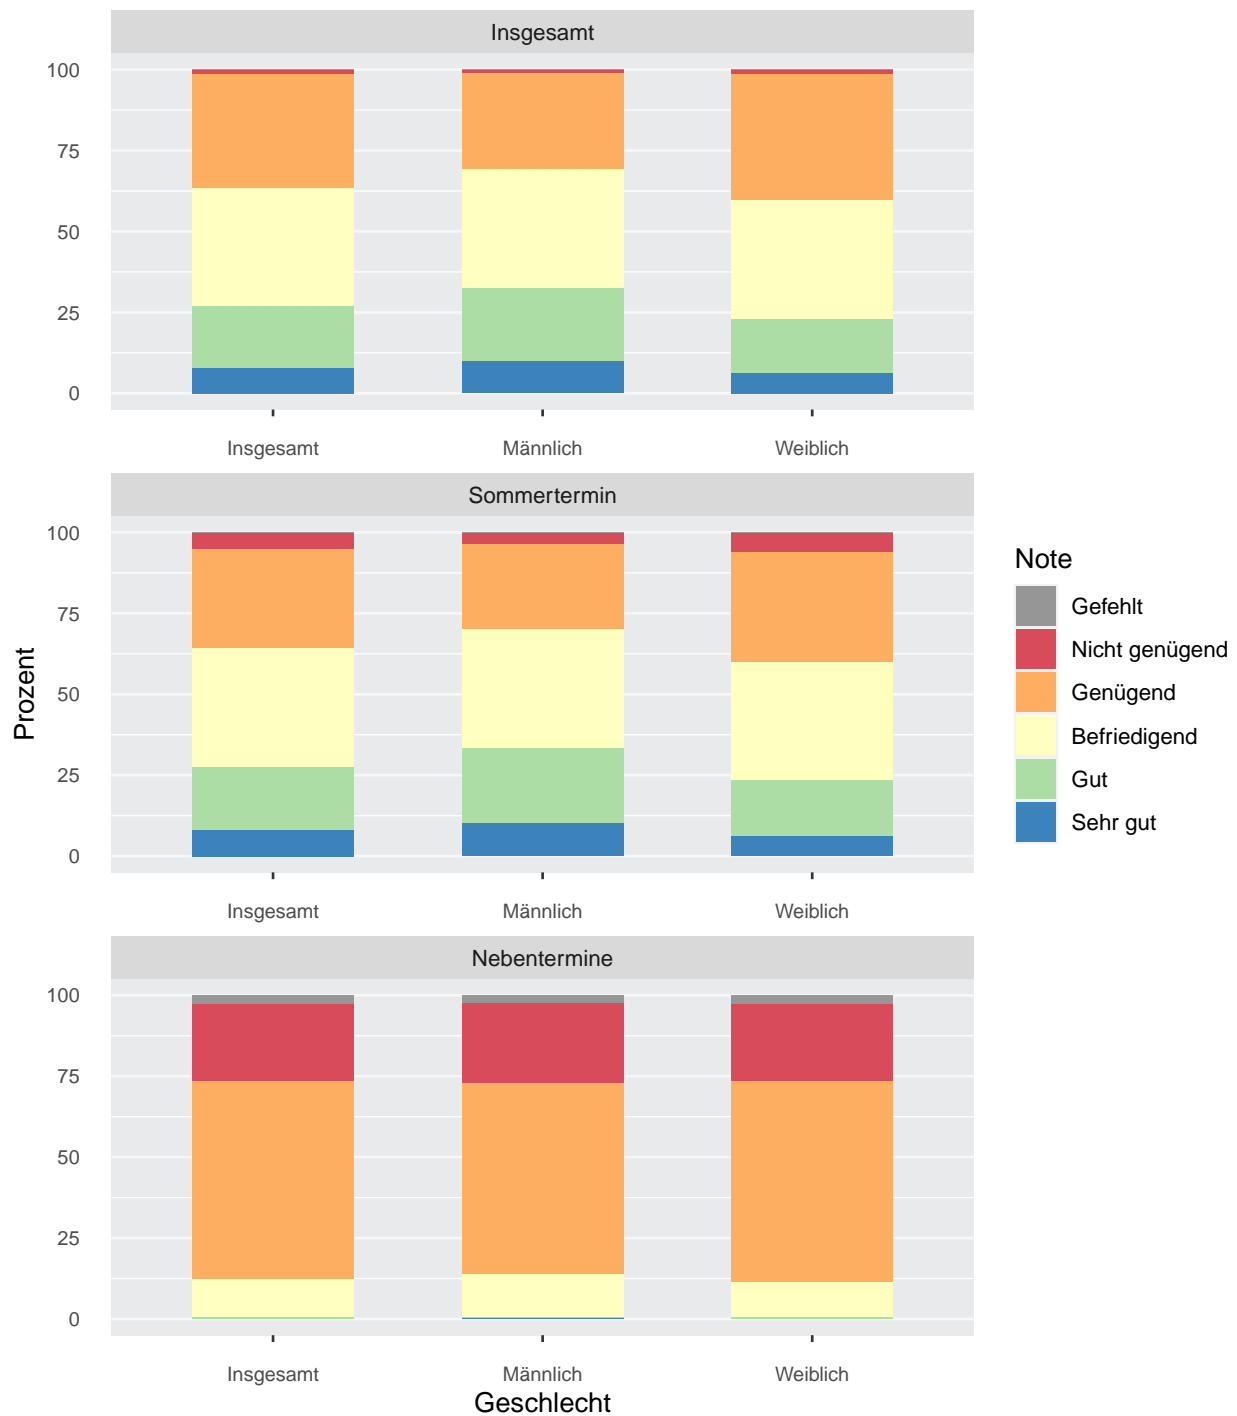 Insgesamt
100
75
50
25
0
Insgesamt Männlich Weiblich
Sommertermin
100
75
50
25
0
Insgesamt Männlich Weiblich
Nebentermine
100
75
50
25
0
Insgesamt Männlich Weiblich
Geschlecht
Prozent
Note
Gefehlt
Nicht genügend
Genügend
Befriedigend
Gut
Sehr gut